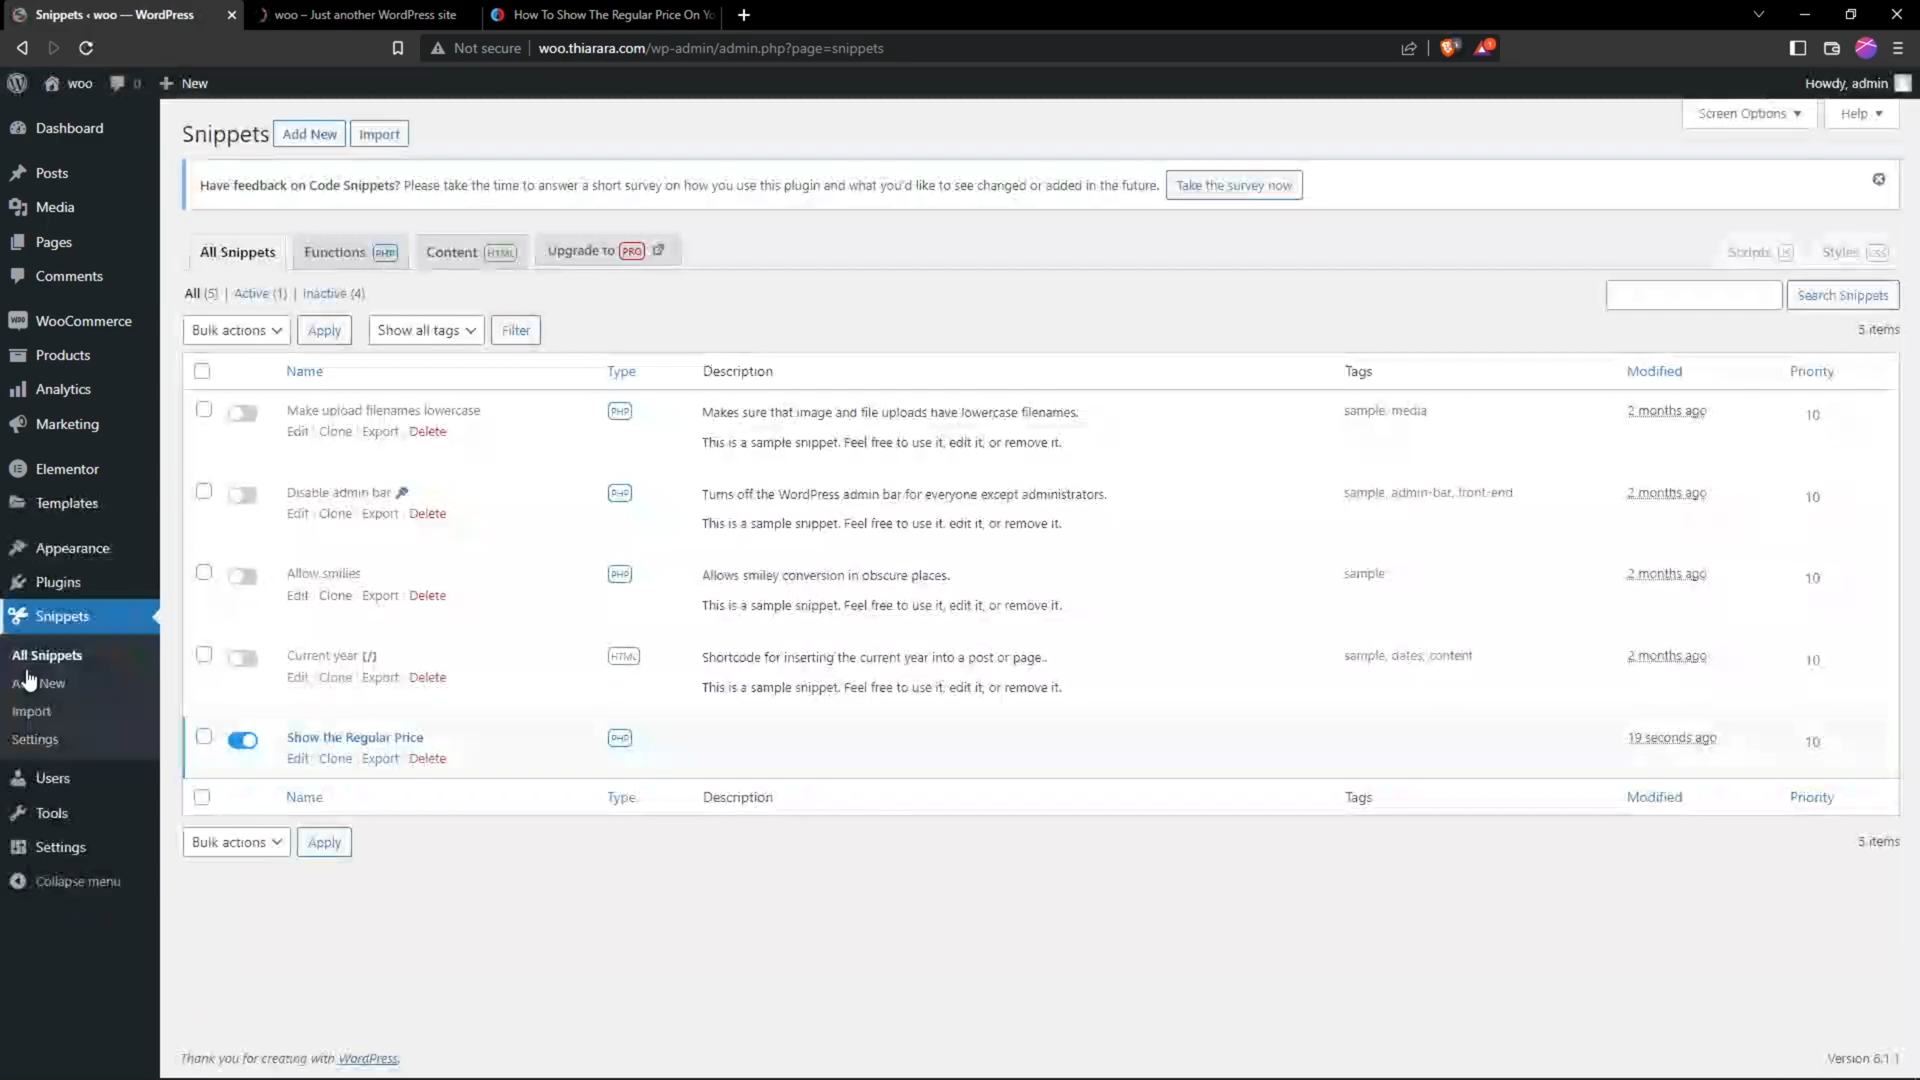 Snippets ‹ woo — WordPress
woo – Just another WordPress site
How To Show The Regular Price On Yo
Not secure
woo.thiarara.com/wp-admin/admin.php?page=snippets
woo
0
New
Howdy, admin
Dashboard
Posts
Media
Pages
Comments
WooCommerce
Products
Analytics
Marketing
Elementor
Templates
Appearance
Plugins
Snippets
All Snippets
New
Import
Settings
Users
Tools
Settings
Collapse menu
Screen Options
Help
Snippets
Add New
Import
Have feedback on Code Snippets? Please take the time to answer a short survey on how you use this plugin and what you'd like to see changed or added in the future.
Take the survey now
All Snippets
Functions PHP
Content HTML
Upgrade to PRO
Scripts JS
Styles CSS
All (5) | Active (1) | Inactive (4)
Search Snippets
Bulk actions
Apply
Show all tags
Filter
5 items
Name Type Description Tags Modified Priority
Make upload filenames lowercase PHP Makes sure that image and file uploads have lowercase filenames. sample, media 2 months ago 10
Edit Clone Export Delete This is a sample snippet. Feel free to use it, edit it, or remove it.
Disable admin bar PHP Turns off the WordPress admin bar for everyone except administrators. sample, admin-bar, front-end 2 months ago 10
Edit Clone Export Delete This is a sample snippet. Feel free to use it, edit it, or remove it.
Allow smilies PHP Allows smiley conversion in obscure places. sample 2 months ago 10
Edit Clone Export Delete This is a sample snippet. Feel free to use it, edit it, or remove it.
Current year [/] HTML Shortcode for inserting the current year into a post or page.. sample, dates, content 2 months ago 10
Edit Clone Export Delete This is a sample snippet. Feel free to use it, edit it, or remove it.
Show the Regular Price PHP 19 seconds ago 10
Edit Clone Export Delete
Name Type Description Tags Modified Priority
Bulk actions
Apply
5 items
Thank you for creating with WordPress.
Version 6.1.1